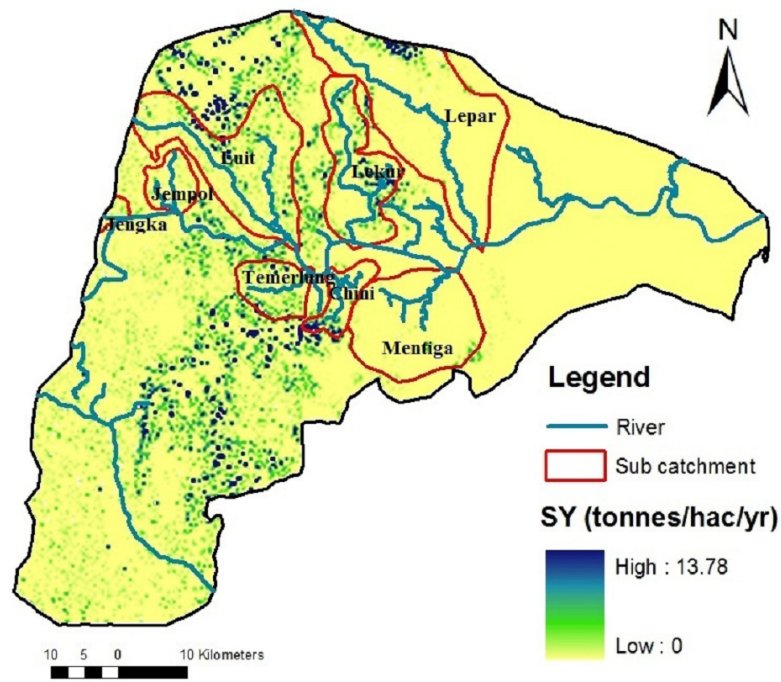 N
Lepar
Luit
Lukur
Jempol
Jengka
Temerlung
Chini
Mentiga
Legend
River
Sub catchment
SY (tonnes/hac/yr)
High : 13.78
Low : 0
10 5 0 10 Kilometers